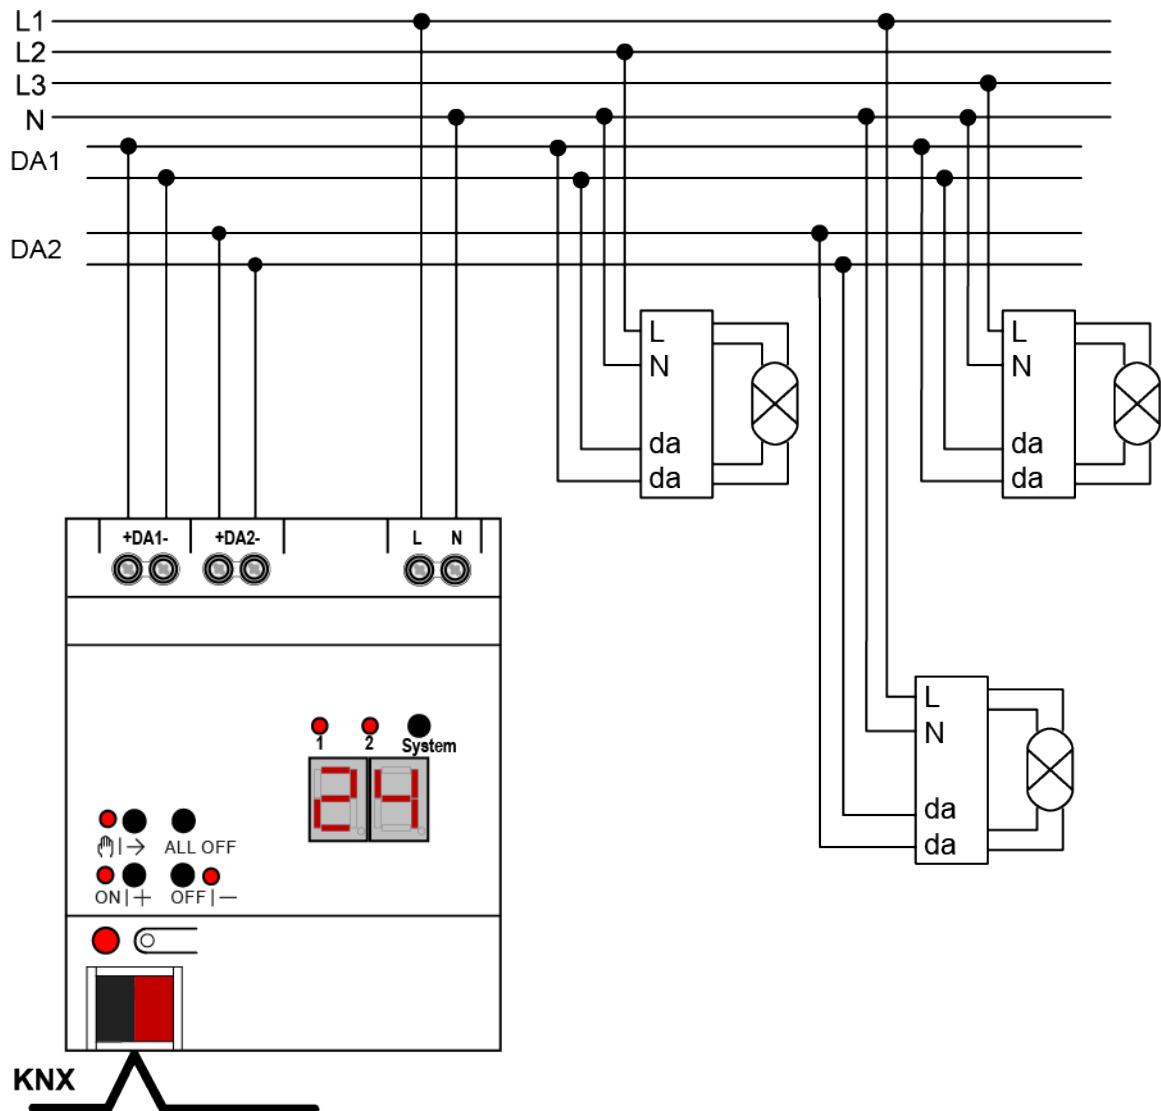 L1
L2
L3
N
DA1
DA2
L
N
da
da
L
N
da
da
+DA1-
+DA2-
L
N
L
N
da
da
1
2
System
24
ALL OFF
ON|+
OFF|−
KNX